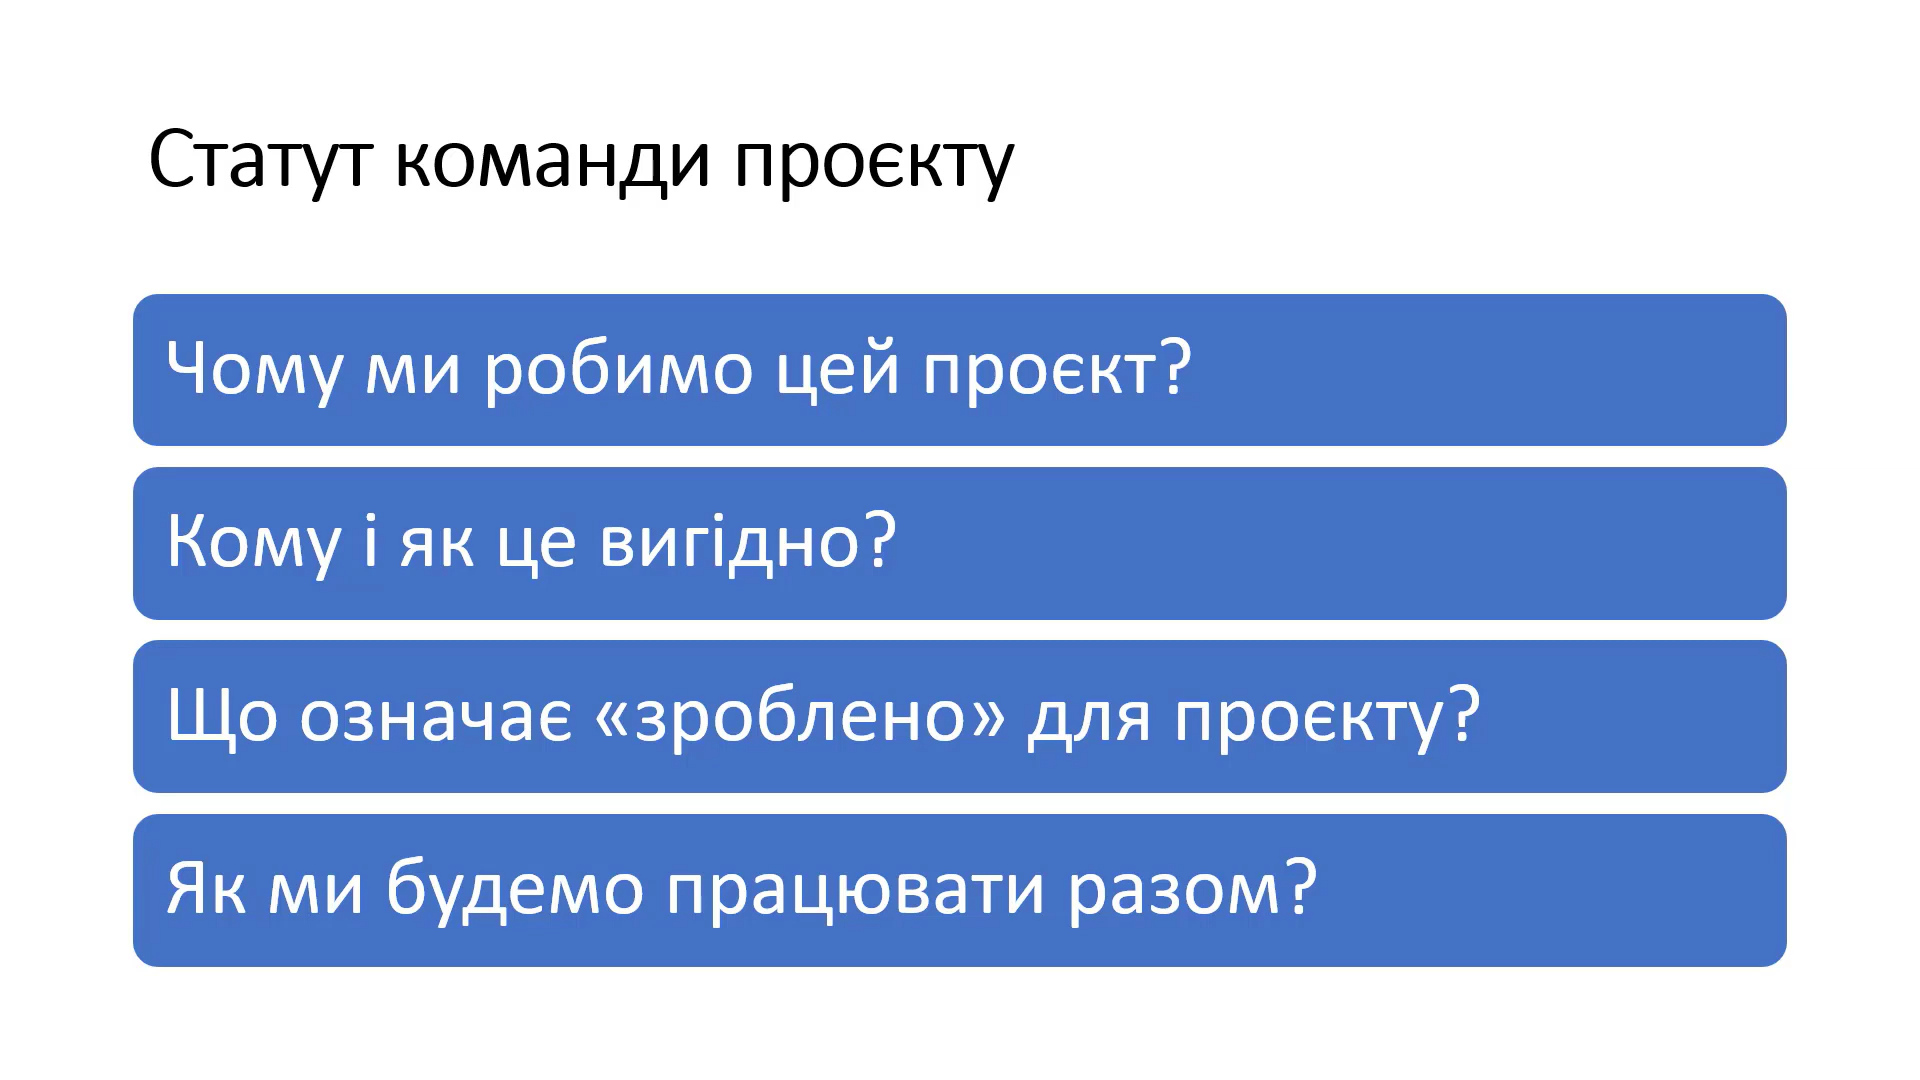 Статут команди проєкту
Чому ми робимо цей проєкт?
Кому і як це вигідно?
Що означає «зроблено» для проєкту?
Як ми будемо працювати разом?